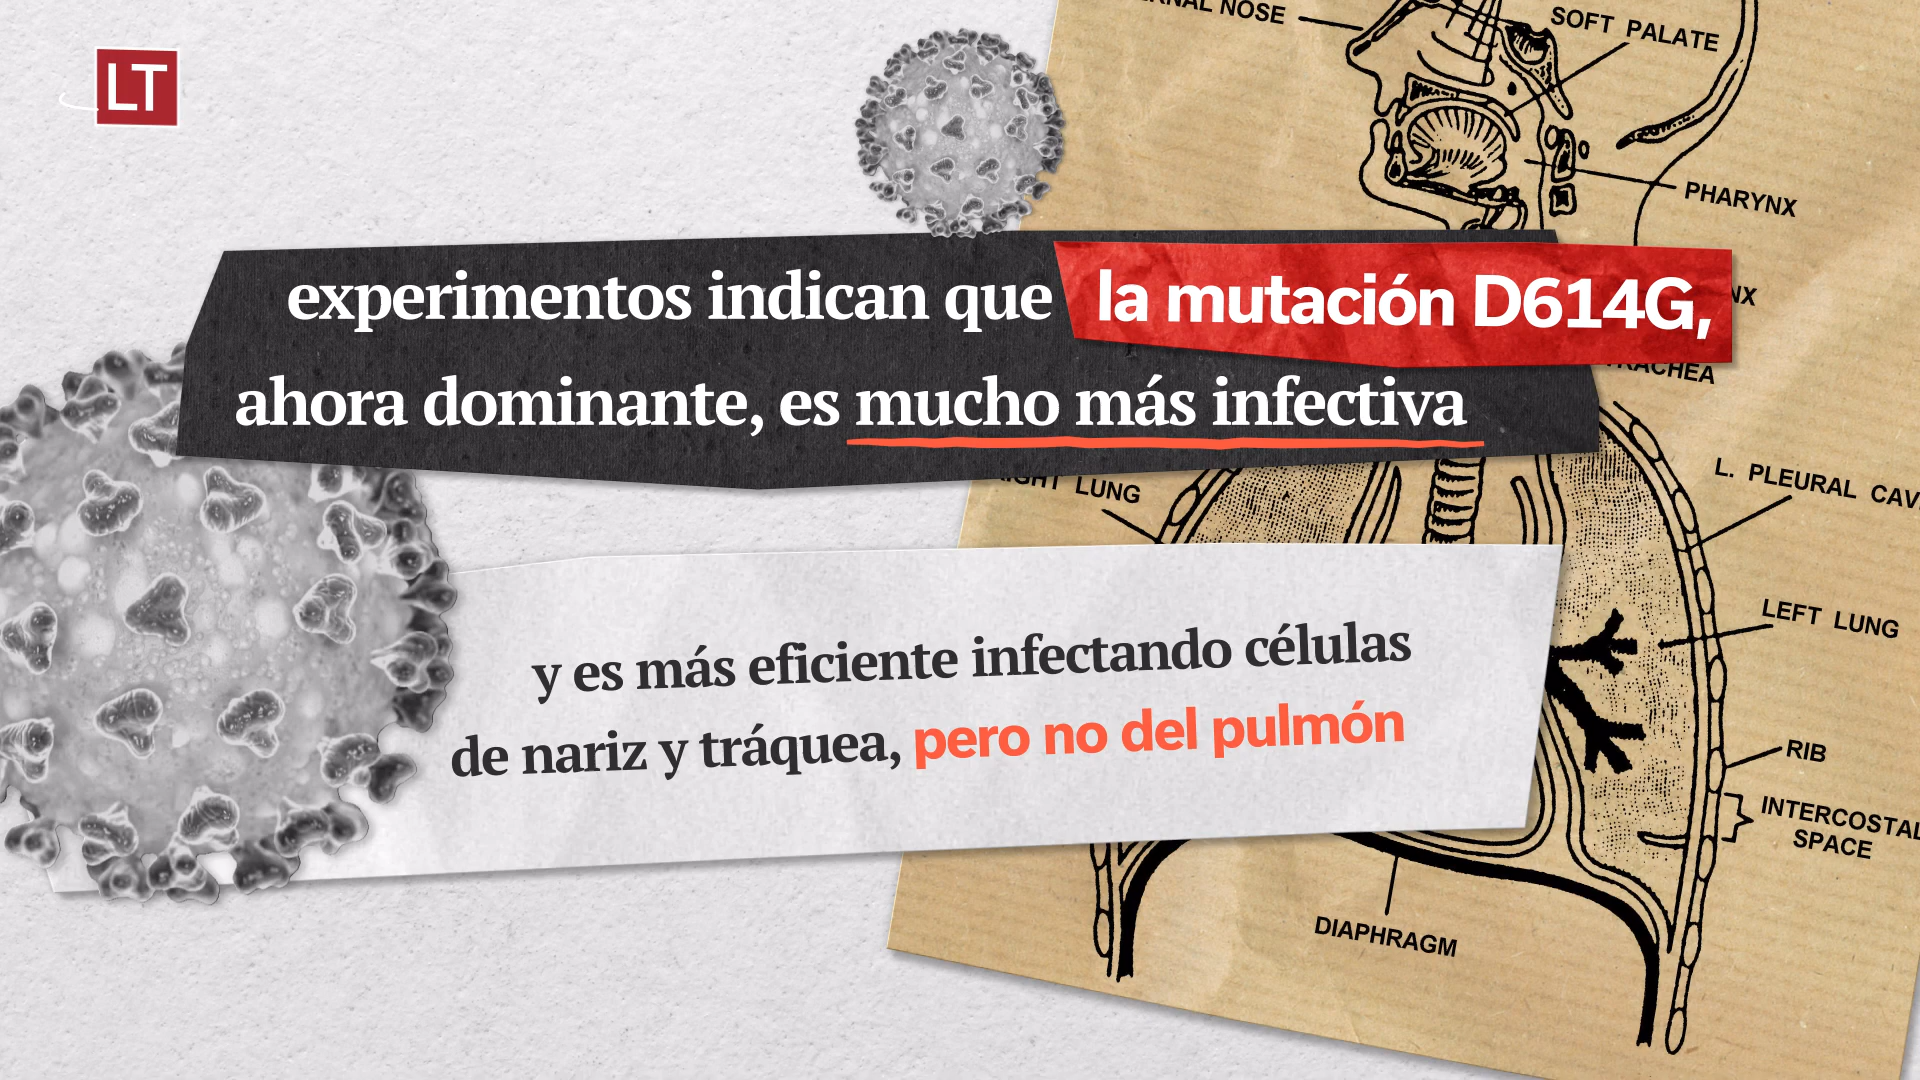 LT
NOSE
SOFT PALATE
PHARYNX
experimentos indican que la mutación D614G,
ahora dominante, es mucho más infectiva
LUNG
L. PLEURAL
LEFT LUNG
y es más eficiente infectando células
de nariz y tráquea, pero no del pulmón
RIB
INTERCOSTAL
SPACE
DIAPHRAGM